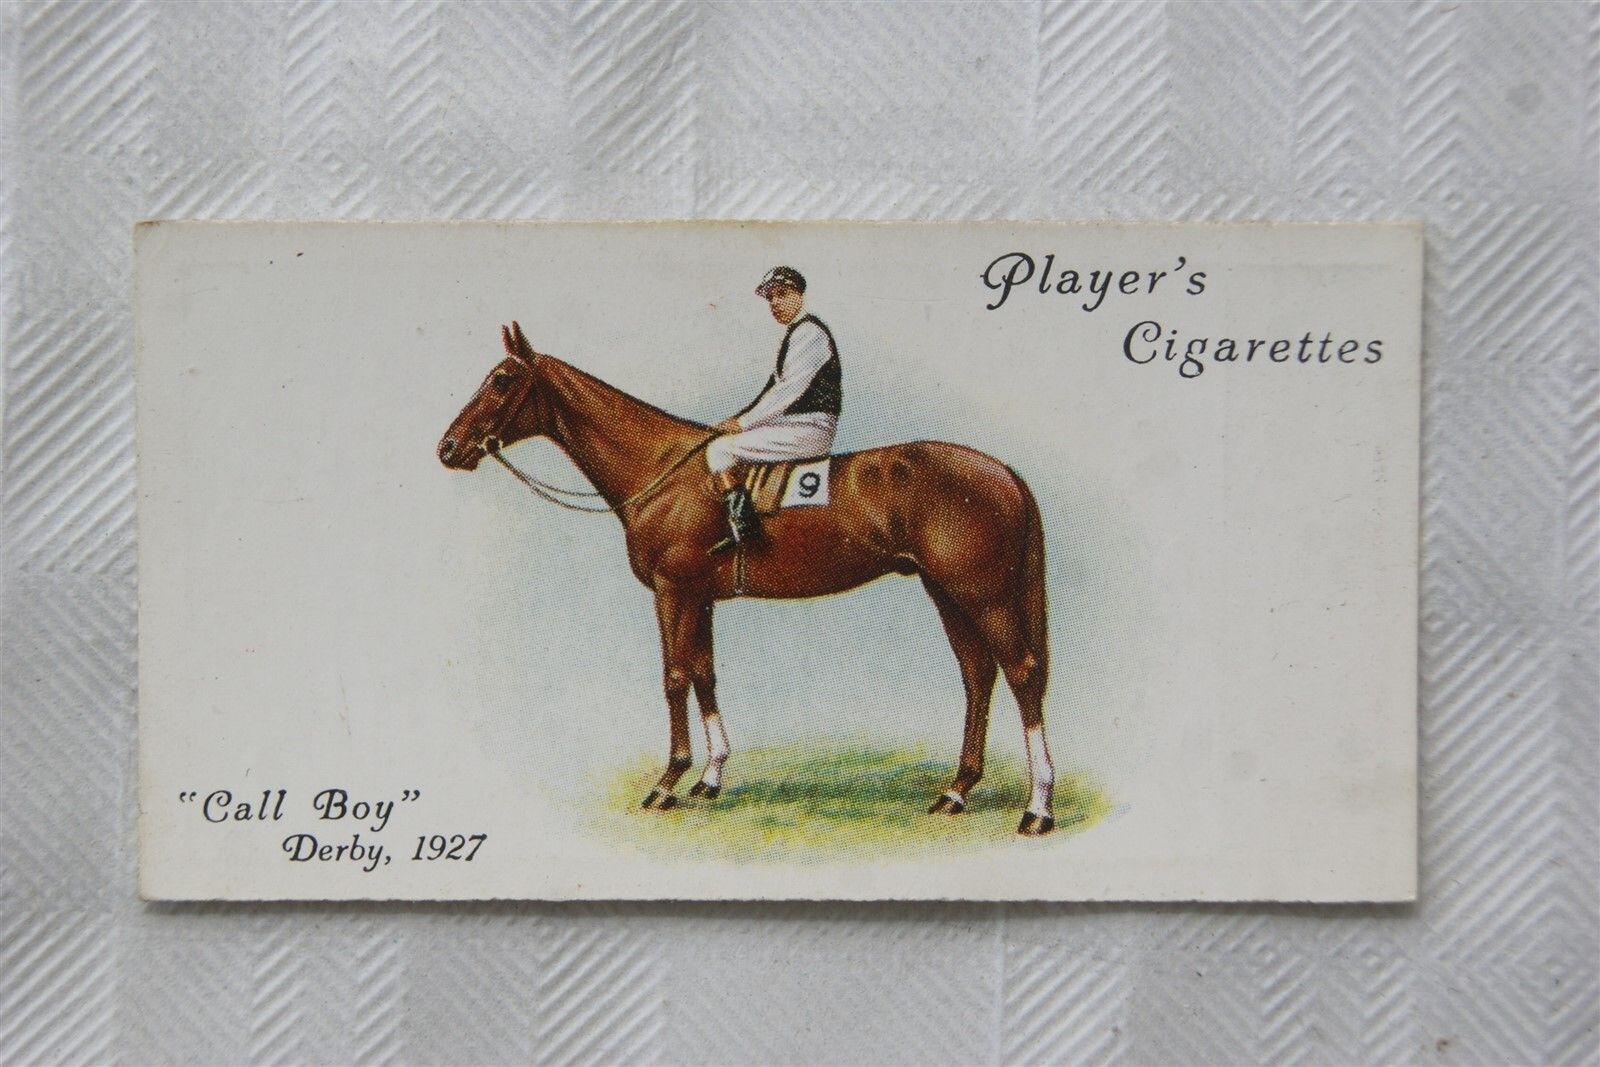 Player's
Cigarettes
9
"Call Boy"
Derby, 1927